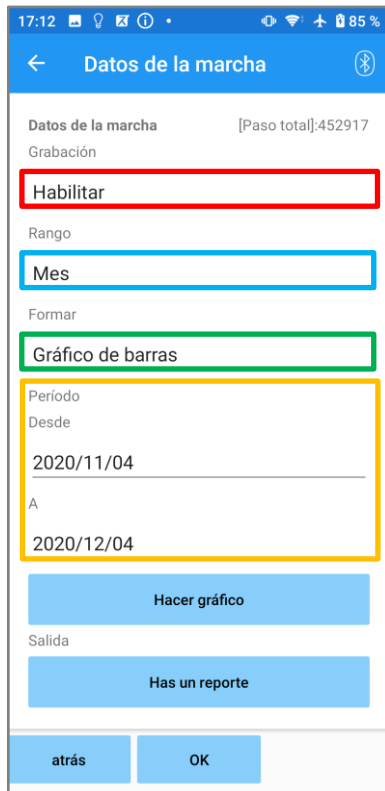 17:12 85 %
Datos de la marcha
Datos de la marcha [Paso total]:452917
Grabación
Habilitar
Rango
Mes
Formar
Gráfico de barras
Período
Desde
2020/11/04
A
2020/12/04
Hacer gráfico
Salida
Has un reporte
atrás OK